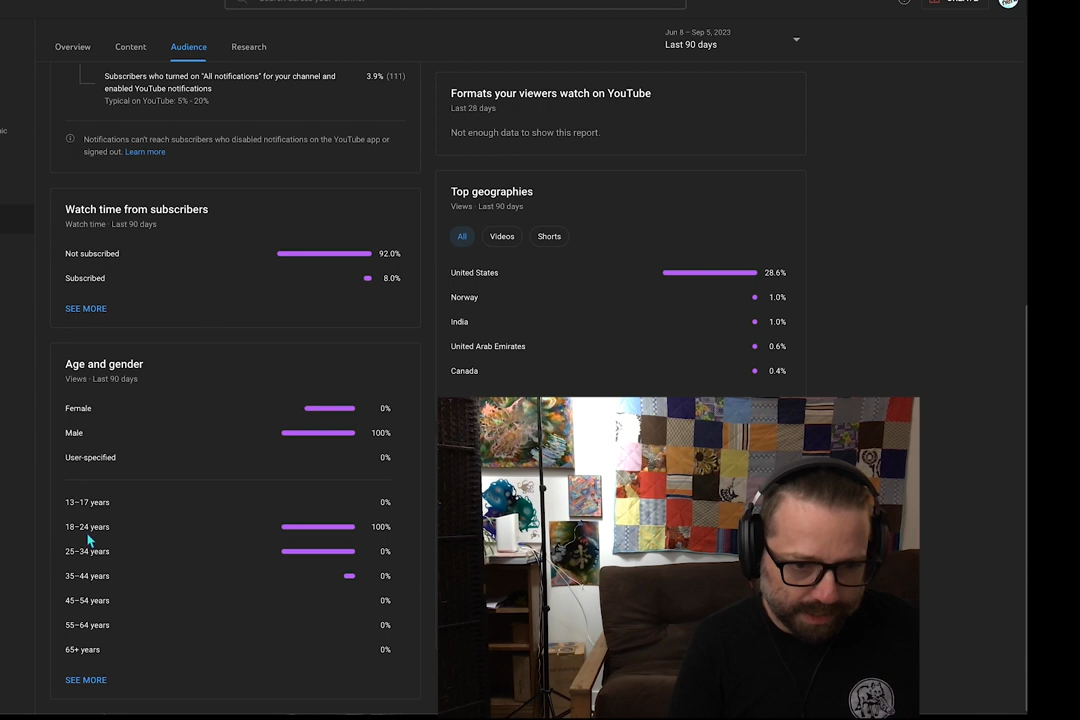 Search across your channel
CREATE
Overview Content Audience Research
Jun 8 – Sep 5, 2023
Last 90 days
Subscribers who turned on "All notifications" for your channel and
enabled YouTube notifications
3.9% (111)
Typical on YouTube: 5% - 20%
Notifications can't reach subscribers who disabled notifications on the YouTube app or
signed out. Learn more
Watch time from subscribers
Watch time · Last 90 days
Not subscribed 92.0%
Subscribed 8.0%
SEE MORE
Age and gender
Views · Last 90 days
Female 0%
Male 100%
User-specified 0%
13–17 years 0%
18–24 years 100%
25–34 years 0%
35–44 years 0%
45–54 years 0%
55–64 years 0%
65+ years 0%
SEE MORE
Formats your viewers watch on YouTube
Last 28 days
Not enough data to show this report.
Top geographies
Views · Last 90 days
All Videos Shorts
United States 28.6%
Norway 1.0%
India 1.0%
United Arab Emirates 0.6%
Canada 0.4%